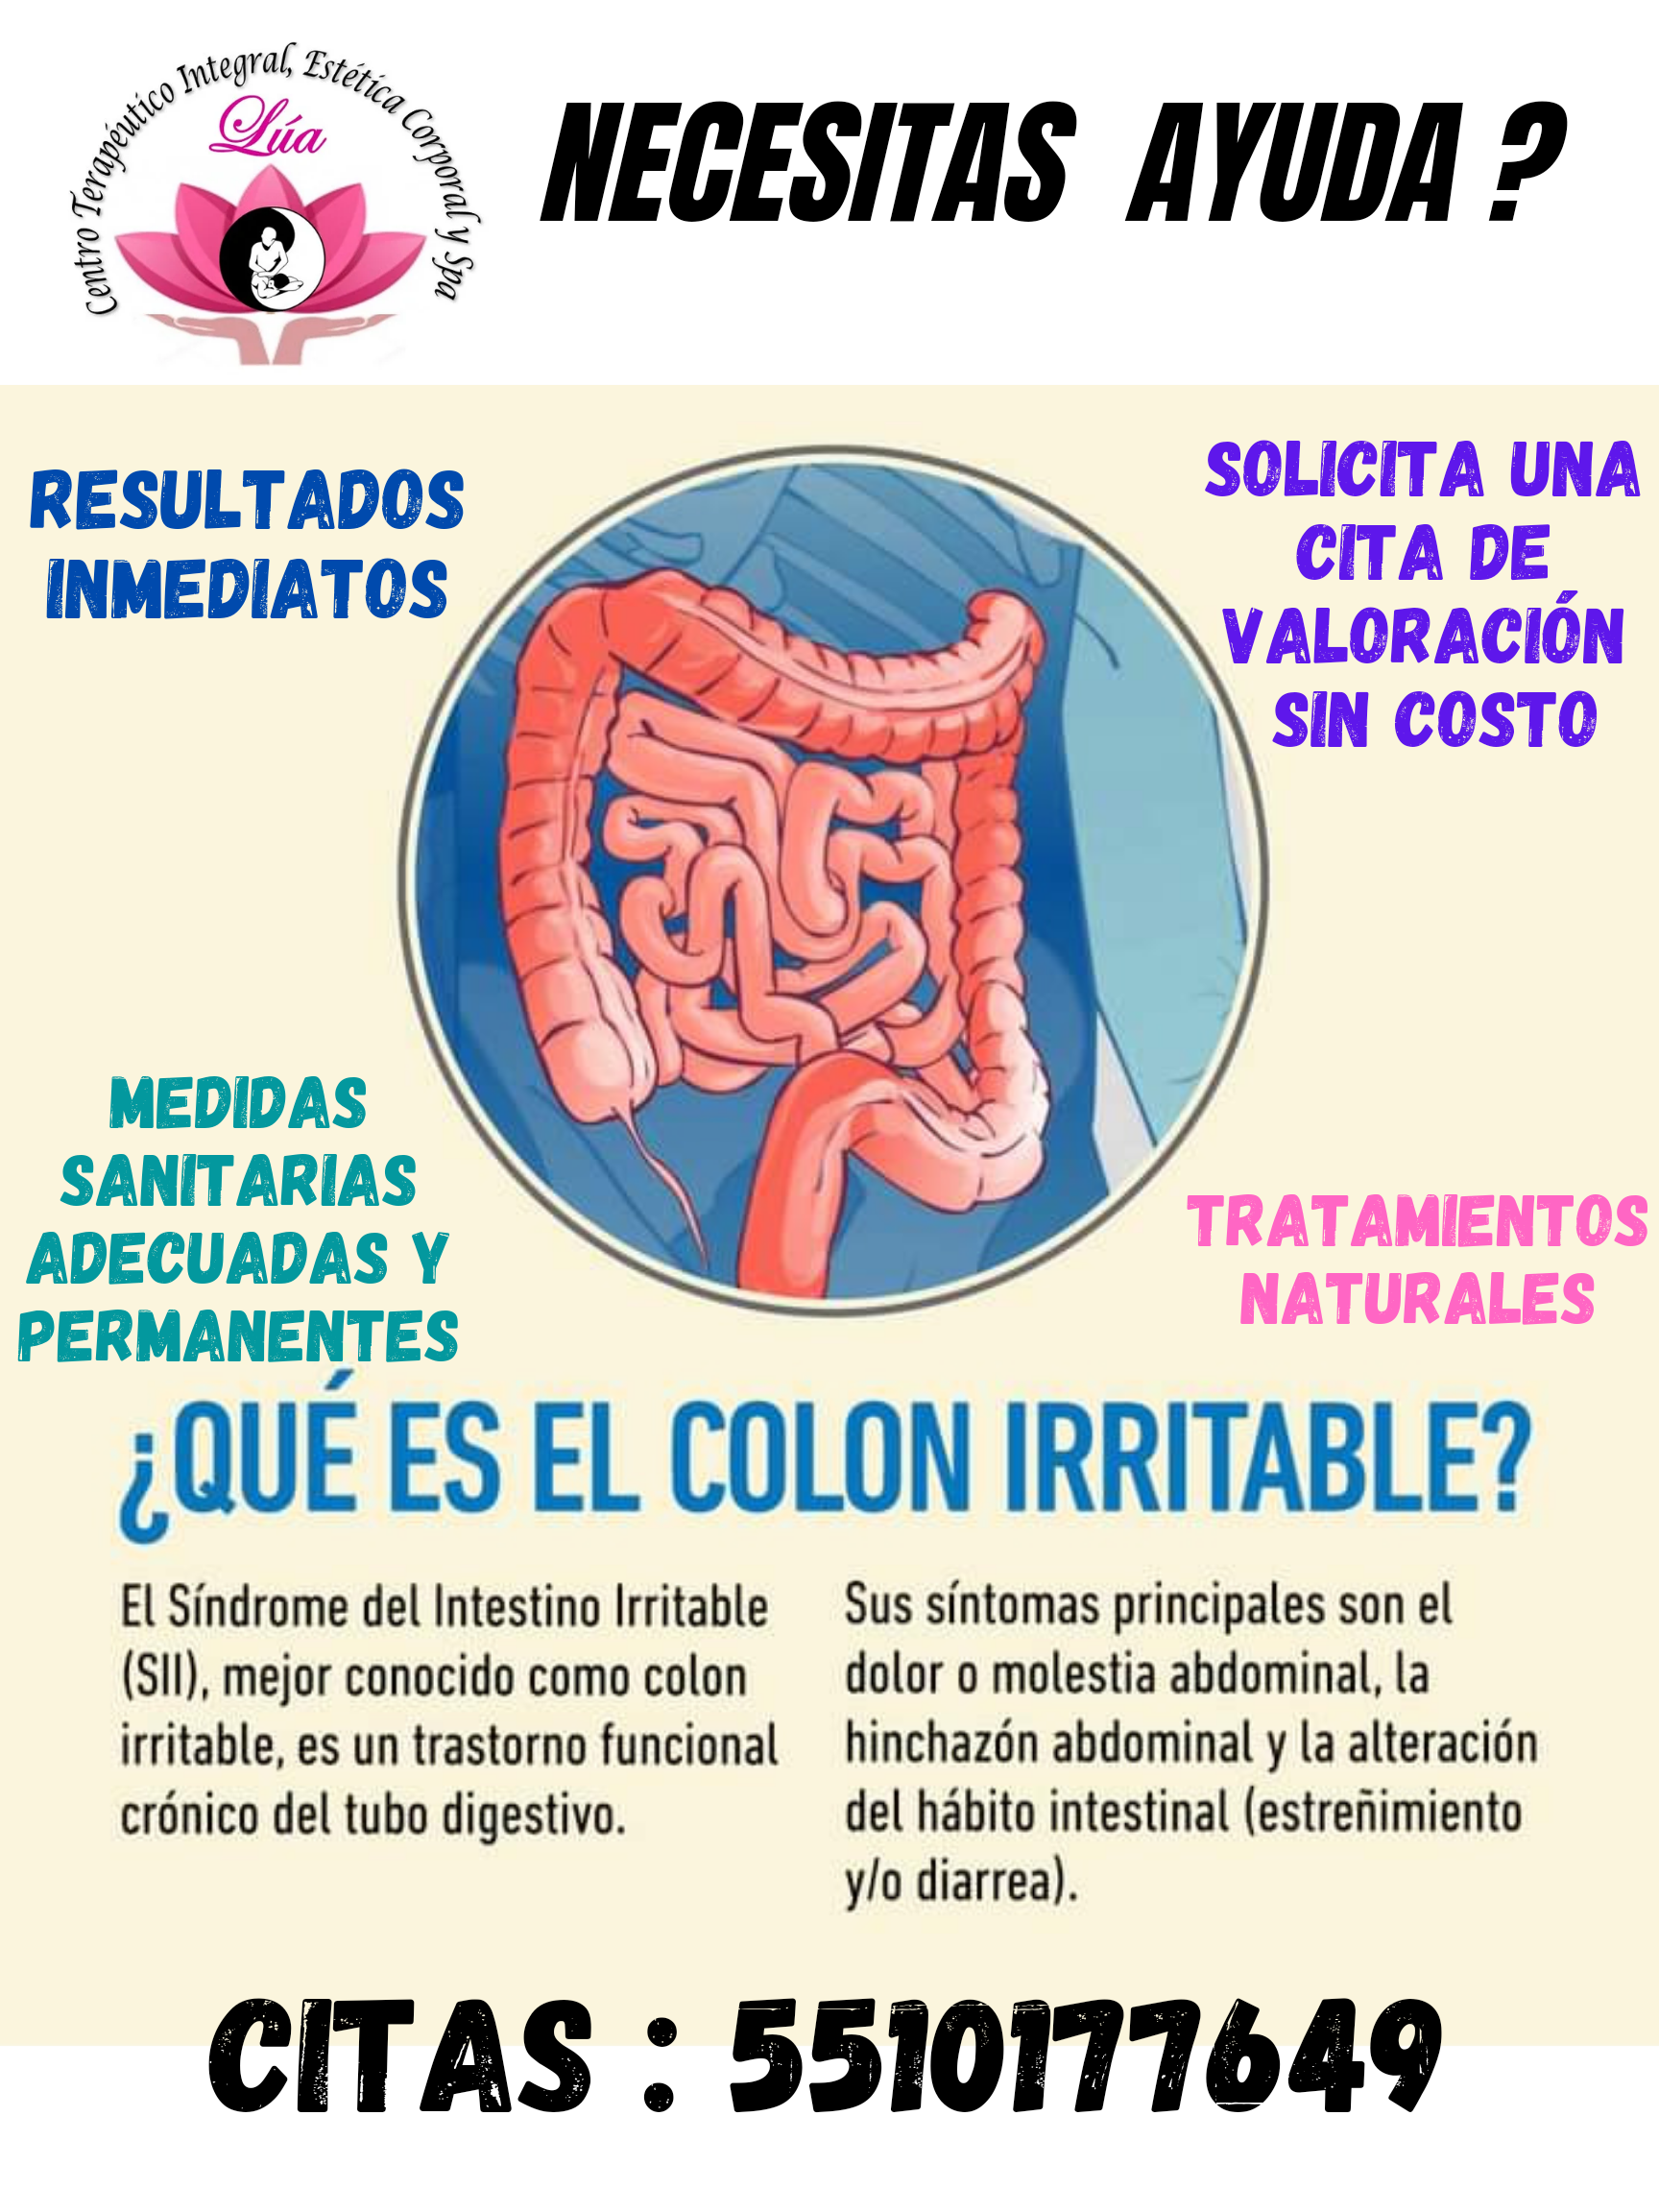 Centro Terapéutico Integral, Estética Corporal y Spa
Lúa
NECESITAS AYUDA ?
RESULTADOS
INMEDIATOS
SOLICITA UNA
CITA DE
VALORACIÓN
SIN COSTO
MEDIDAS
SANITARIAS
ADECUADAS Y
PERMANENTES
TRATAMIENTOS
NATURALES
¿QUÉ ES EL COLON IRRITABLE?
El Síndrome del Intestino Irritable
(SII), mejor conocido como colon
irritable, es un trastorno funcional
crónico del tubo digestivo.
Sus síntomas principales son el
dolor o molestia abdominal, la
hinchazón abdominal y la alteración
del hábito intestinal (estreñimiento
y/o diarrea).
CITAS : 5510177649